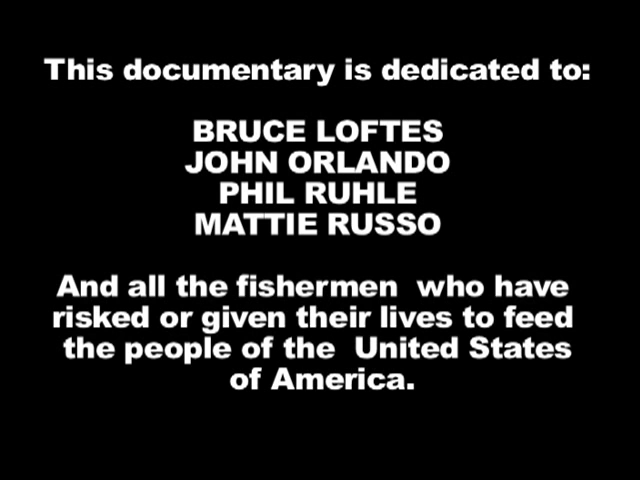 This documentary is dedicated to:
BRUCE LOFTES
JOHN ORLANDO
PHIL RUHLE
MATTIE RUSSO
And all the fishermen  who have
risked or given their lives to feed
the people of the  United States
of America.